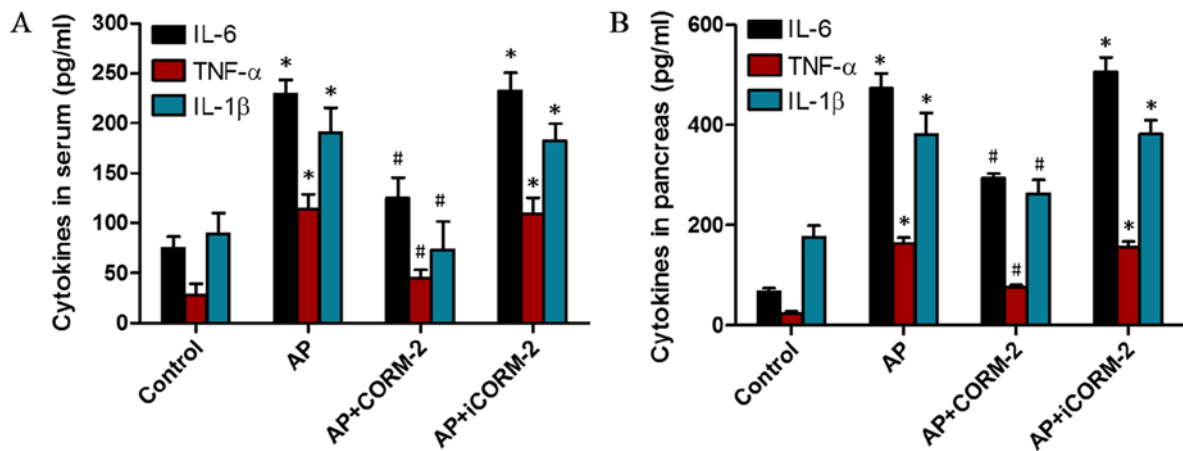 A
Cytokines in serum (pg/ml)
300
250
200
150
100
50
0
IL-6
TNF-α
IL-1β
* * *
# # #
* * *
Control
AP
AP+CORM-2
AP+iCORM-2
B
Cytokines in pancreas (pg/ml)
600
400
200
0
IL-6
TNF-α
IL-1β
* * *
# # #
* * *
Control
AP
AP+CORM-2
AP+iCORM-2